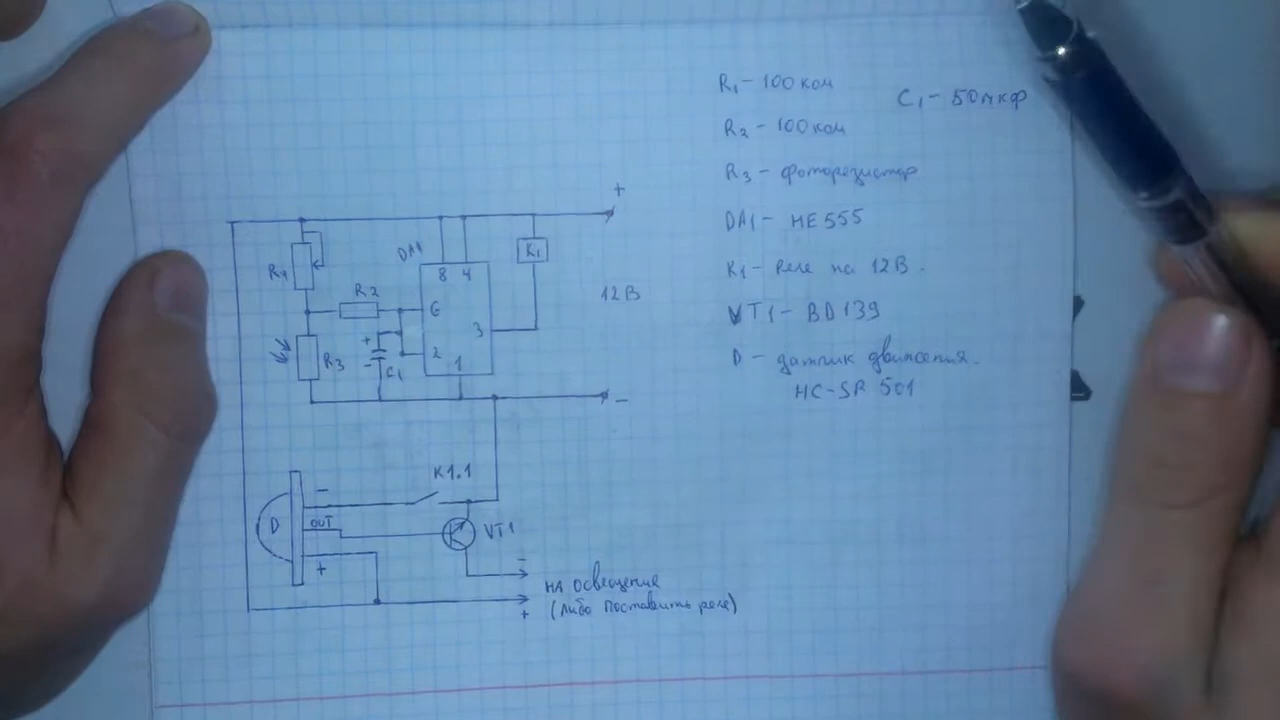 R1 - 100 ком
C1 - 50 мкф
R2 - 100 ком
R3 - фоторезистор
DA1 - НЕ555
K1 - Реле на 12В.
VT1 - BD139
D - датчик движения.
HC-SR 501
+
DA1
K1
R1
8 4
R2
6
12В
3
+
R3
2
-
C1
1
-
K1.1
-
D
OUT
VT1
+
-
на освещение
+
(либо поставить реле)